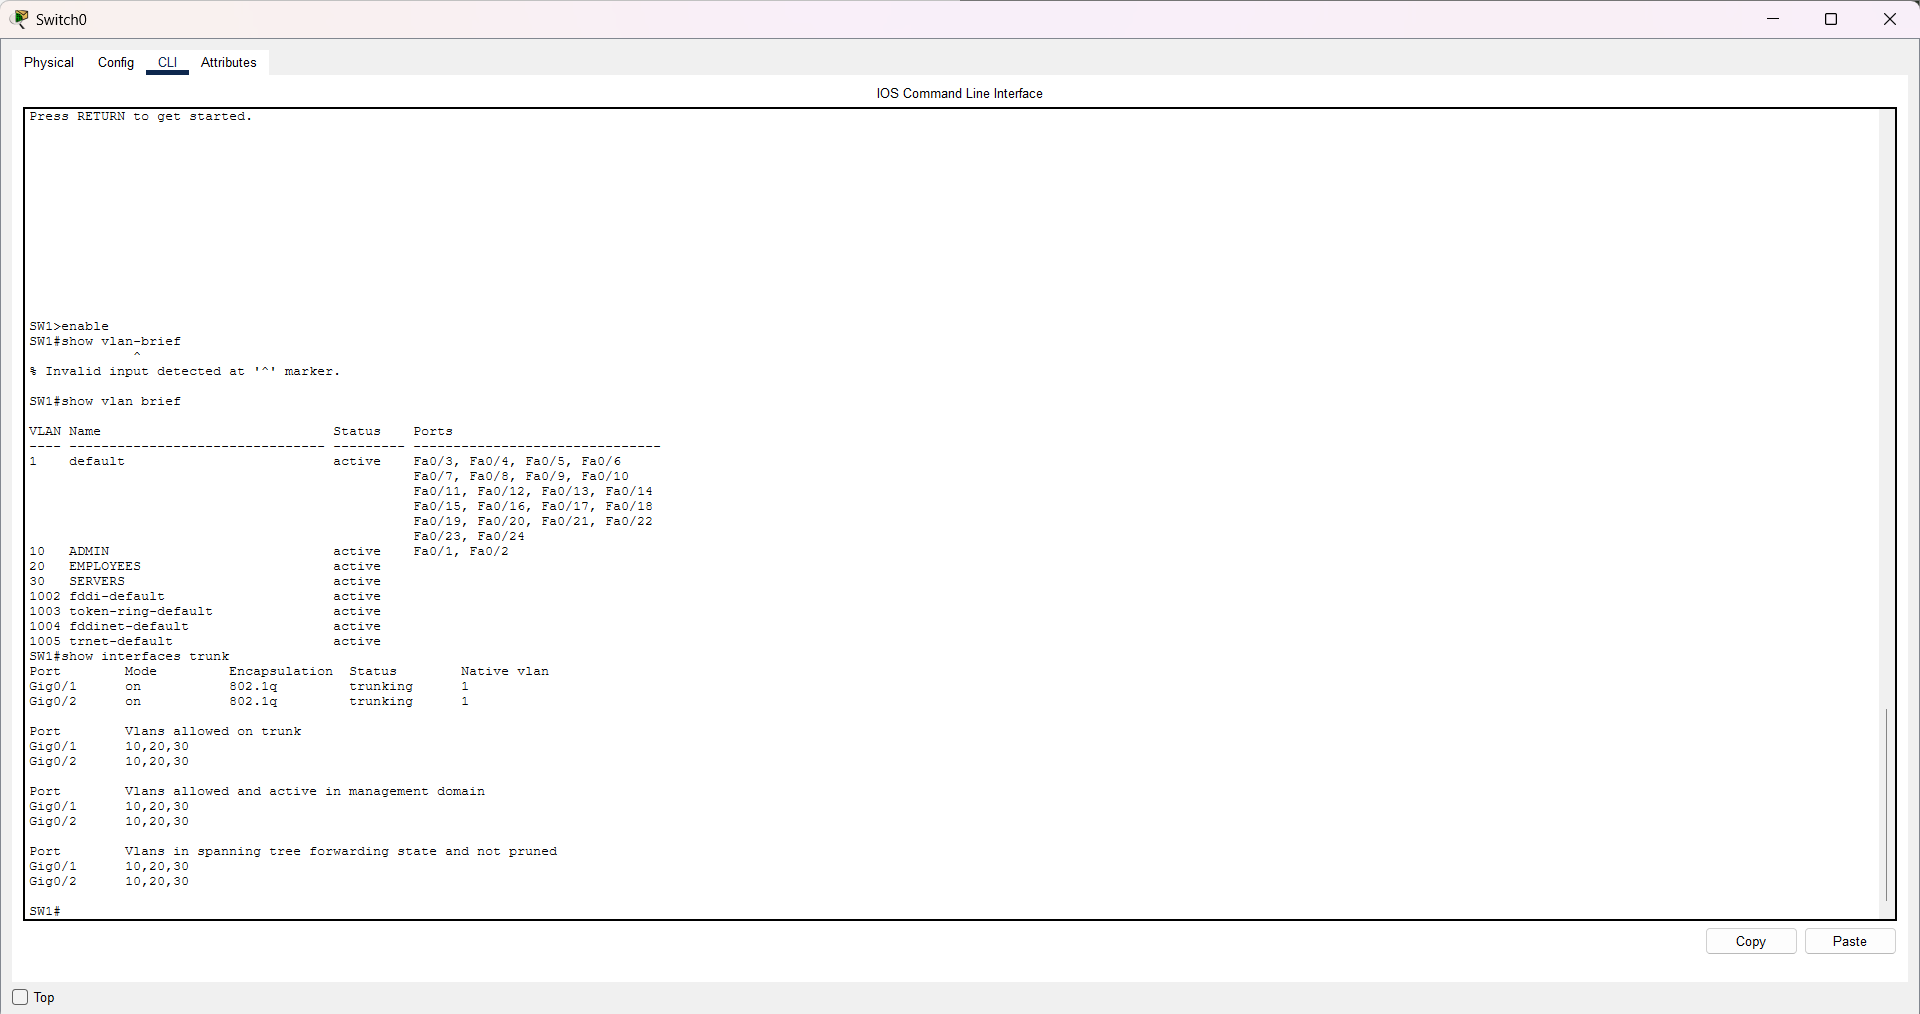 Switch0
Physical Config CLI Attributes
IOS Command Line Interface
Press RETURN to get started.
SW1>enable
SW1#show vlan-brief
^
% Invalid input detected at '^' marker.
SW1#show vlan brief
VLAN Name Status Ports
---- -------------------------------- --------- -------------------------------
1 default active Fa0/3, Fa0/4, Fa0/5, Fa0/6
Fa0/7, Fa0/8, Fa0/9, Fa0/10
Fa0/11, Fa0/12, Fa0/13, Fa0/14
Fa0/15, Fa0/16, Fa0/17, Fa0/18
Fa0/19, Fa0/20, Fa0/21, Fa0/22
Fa0/23, Fa0/24
10 ADMIN active Fa0/1, Fa0/2
20 EMPLOYEES active
30 SERVERS active
1002 fddi-default active
1003 token-ring-default active
1004 fddinet-default active
1005 trnet-default active
SW1#show interfaces trunk
Port Mode Encapsulation Status Native vlan
Gig0/1 on 802.1q trunking 1
Gig0/2 on 802.1q trunking 1
Port Vlans allowed on trunk
Gig0/1 10,20,30
Gig0/2 10,20,30
Port Vlans allowed and active in management domain
Gig0/1 10,20,30
Gig0/2 10,20,30
Port Vlans in spanning tree forwarding state and not pruned
Gig0/1 10,20,30
Gig0/2 10,20,30
SW1#
Copy Paste
Top